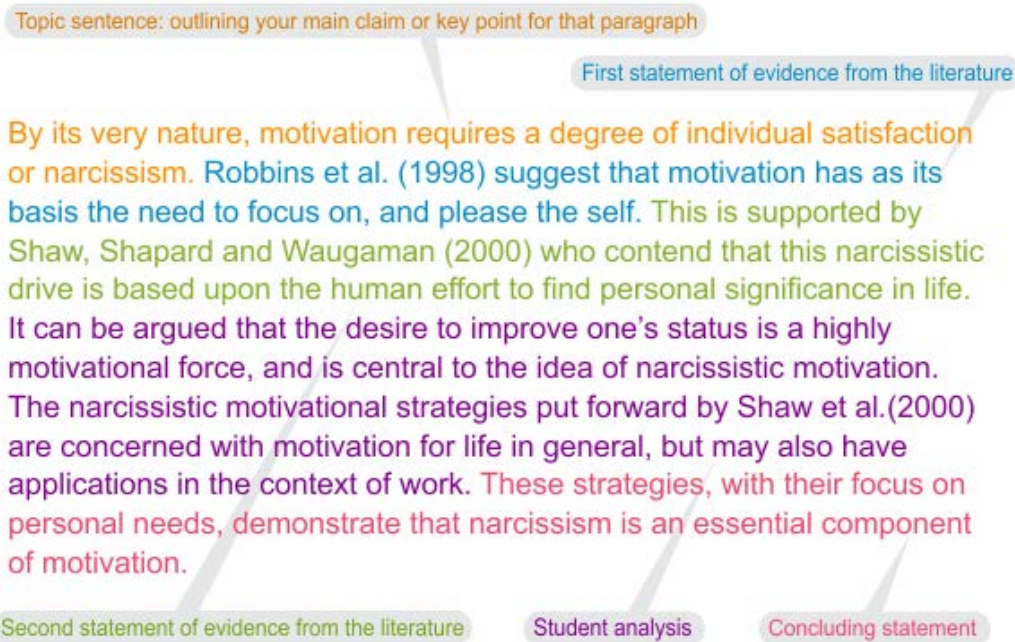 Topic sentence: outlining your main claim or key point for that paragraph
First statement of evidence from the literature
By its very nature, motivation requires a degree of individual satisfaction
or narcissism. Robbins et al. (1998) suggest that motivation has as its
basis the need to focus on, and please the self. This is supported by
Shaw, Shapard and Waugaman (2000) who contend that this narcissistic
drive is based upon the human effort to find personal significance in life.
It can be argued that the desire to improve one's status is a highly
motivational force, and is central to the idea of narcissistic motivation.
The narcissistic motivational strategies put forward by Shaw et al.(2000)
are concerned with motivation for life in general, but may also have
applications in the context of work. These strategies, with their focus on
personal needs, demonstrate that narcissism is an essential component
of motivation.
Second statement of evidence from the literature
Student analysis
Concluding statement